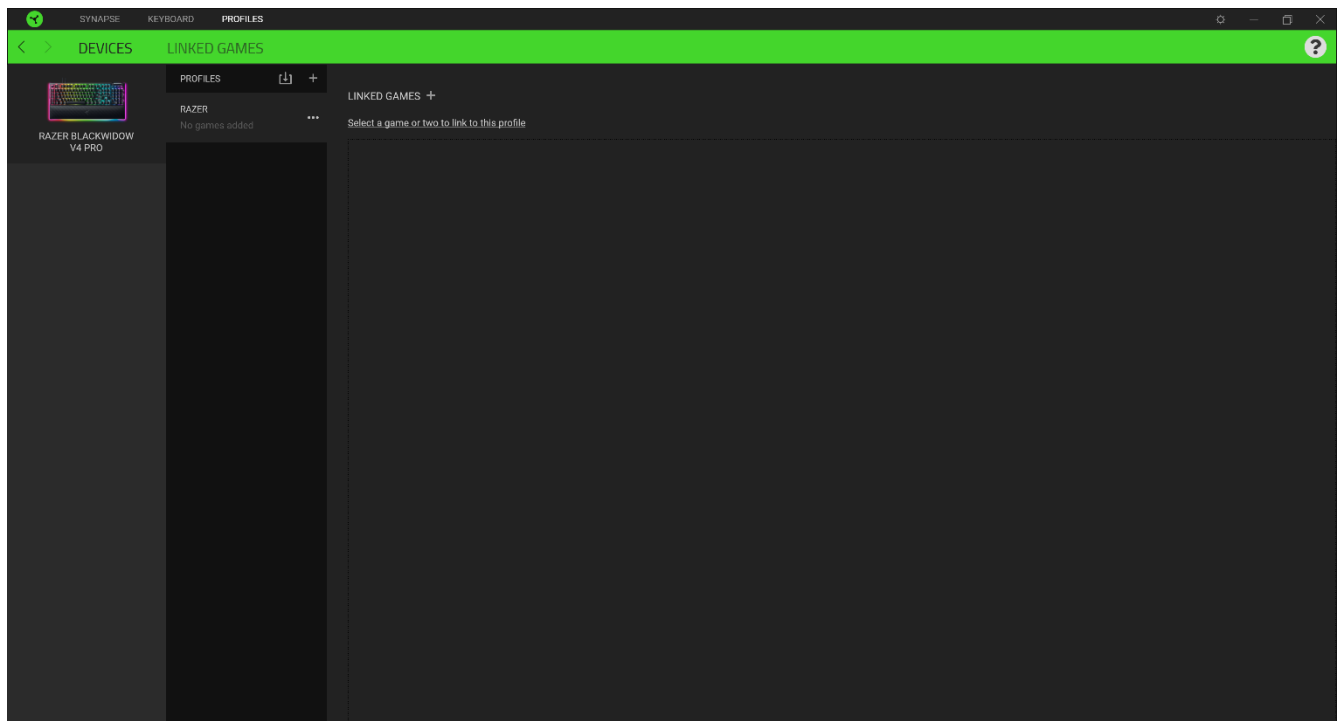 SYNAPSE KEYBOARD PROFILES
DEVICES LINKED GAMES ?
PROFILES +
RAZER
No games added
RAZER BLACKWIDOW
V4 PRO
LINKED GAMES +
Select a game or two to link to this profile